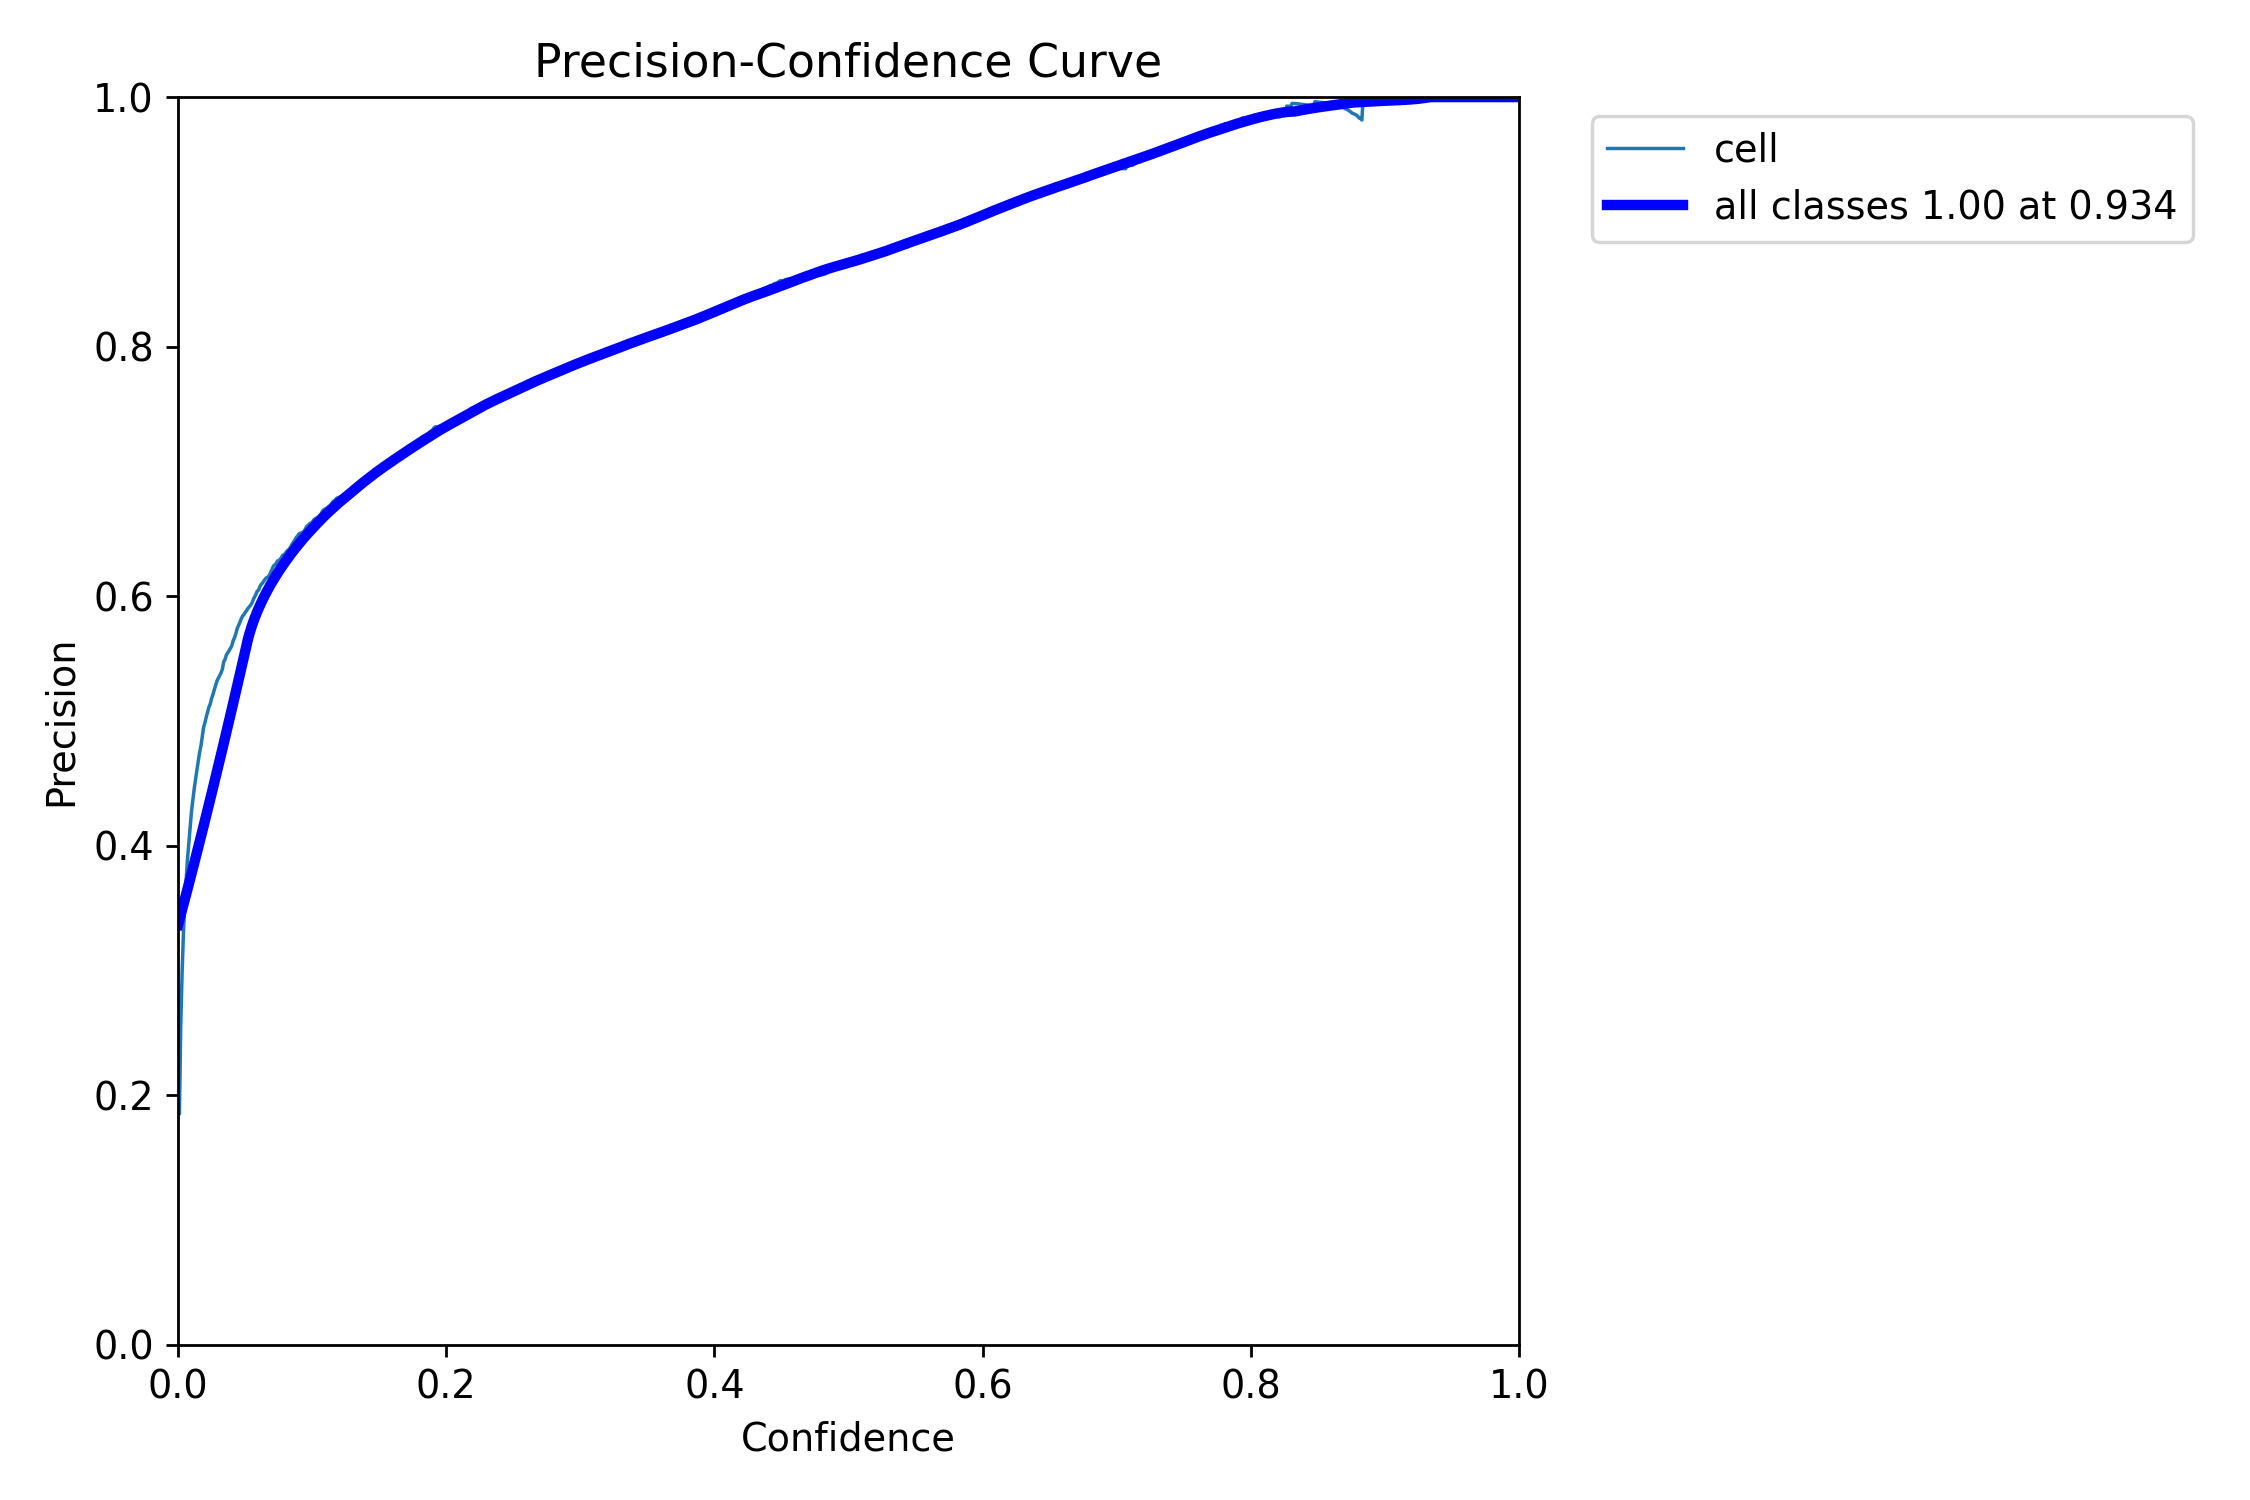 Precision-Confidence Curve
1.0
0.8
0.6
0.4
0.2
0.0
Precision
0.0 0.2 0.4 0.6 0.8 1.0
Confidence
cell
all classes 1.00 at 0.934